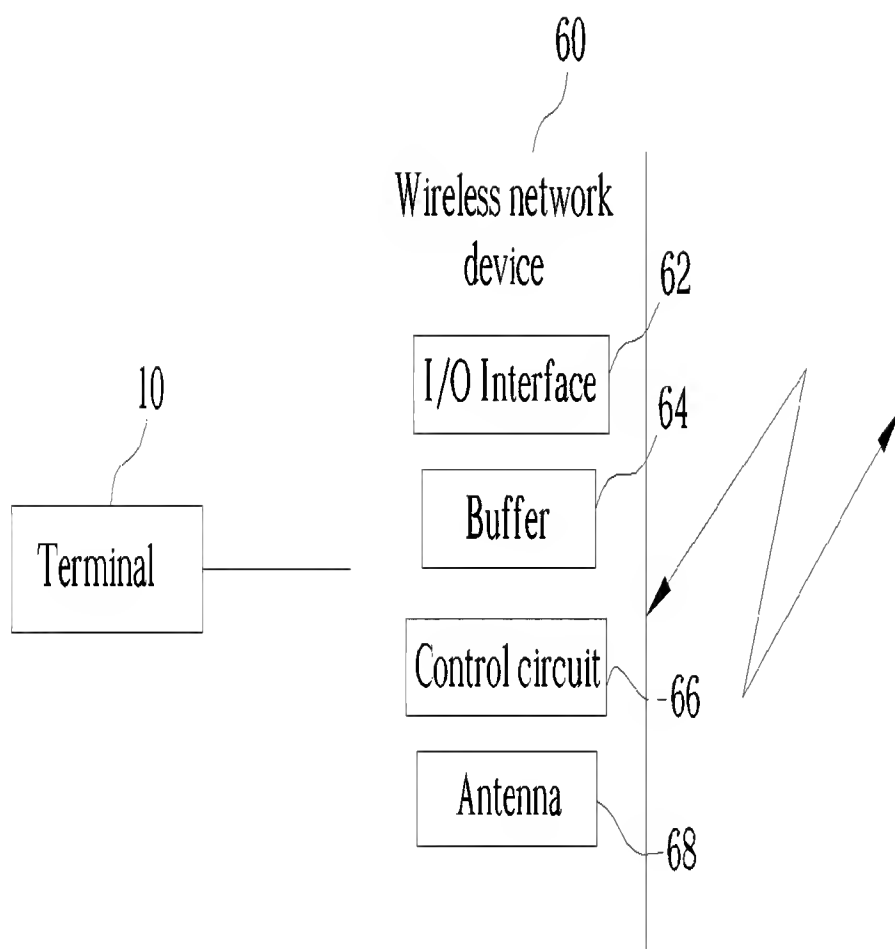 60
Wireless network
device
62
I/O Interface
10
64
Buffer
Terminal
Control circuit
66
Antenna
68